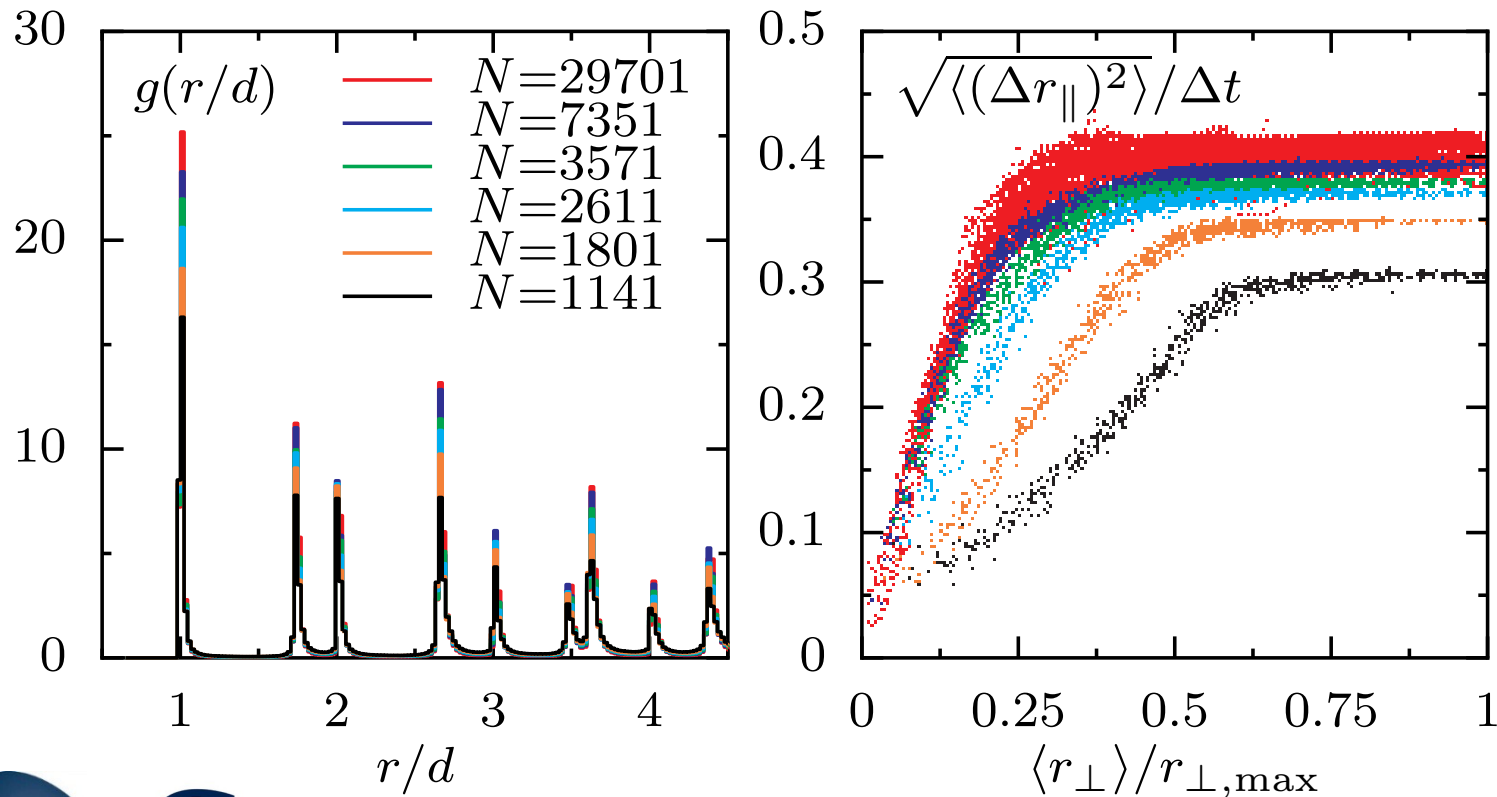 30
20
10
0
g(r/d)
N=29701
N=7351
N=3571
N=2611
N=1801
N=1141
1 2 3 4
r/d
0.5
0.4
0.3
0.2
0.1
0
√⟨(Δr∥)²⟩/Δt
0 0.25 0.5 0.75 1
⟨r⊥⟩/r⊥,max